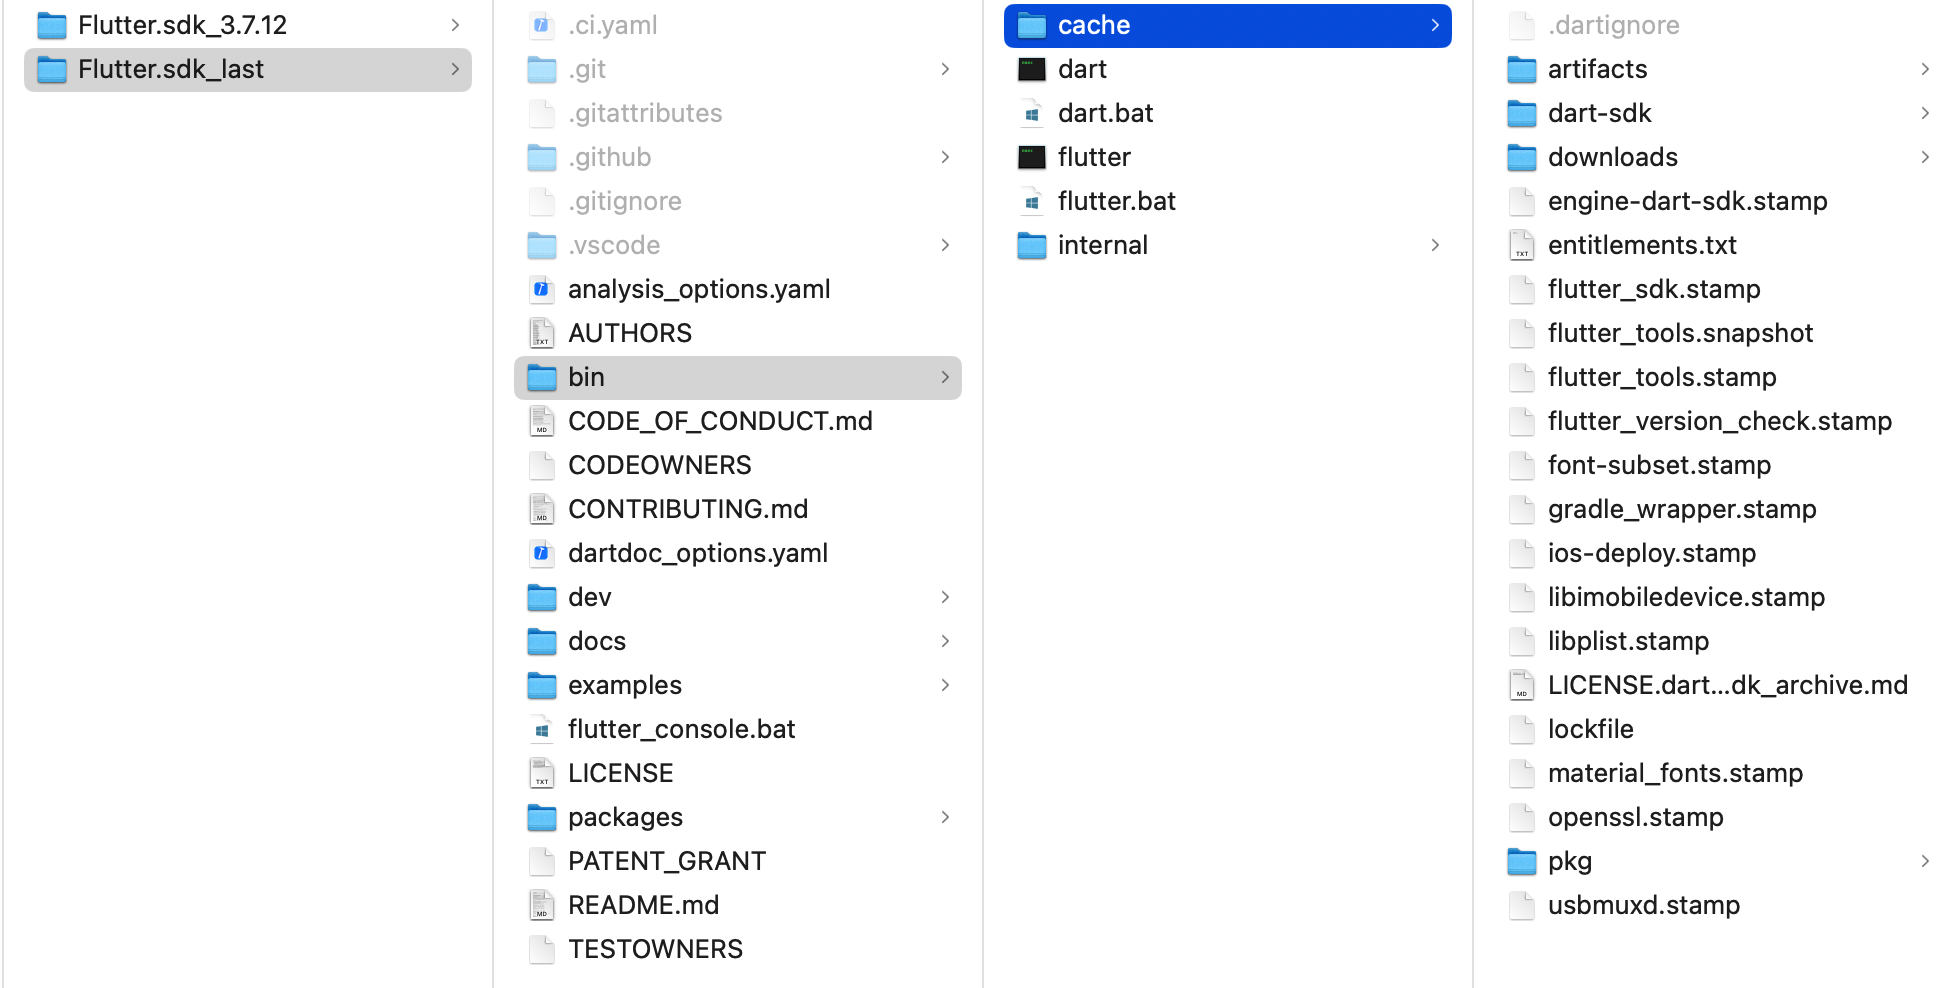 Flutter.sdk_3.7.12
Flutter.sdk_last
.ci.yaml
.git
.gitattributes
.github
.gitignore
.vscode
analysis_options.yaml
AUTHORS
bin
CODE_OF_CONDUCT.md
CODEOWNERS
CONTRIBUTING.md
dartdoc_options.yaml
dev
docs
examples
flutter_console.bat
LICENSE
packages
PATENT_GRANT
README.md
TESTOWNERS
cache
dart
dart.bat
flutter
flutter.bat
internal
.dartignore
artifacts
dart-sdk
downloads
engine-dart-sdk.stamp
entitlements.txt
flutter_sdk.stamp
flutter_tools.snapshot
flutter_tools.stamp
flutter_version_check.stamp
font-subset.stamp
gradle_wrapper.stamp
ios-deploy.stamp
libimobiledevice.stamp
libplist.stamp
LICENSE.dart...dk_archive.md
lockfile
material_fonts.stamp
openssl.stamp
pkg
usbmuxd.stamp